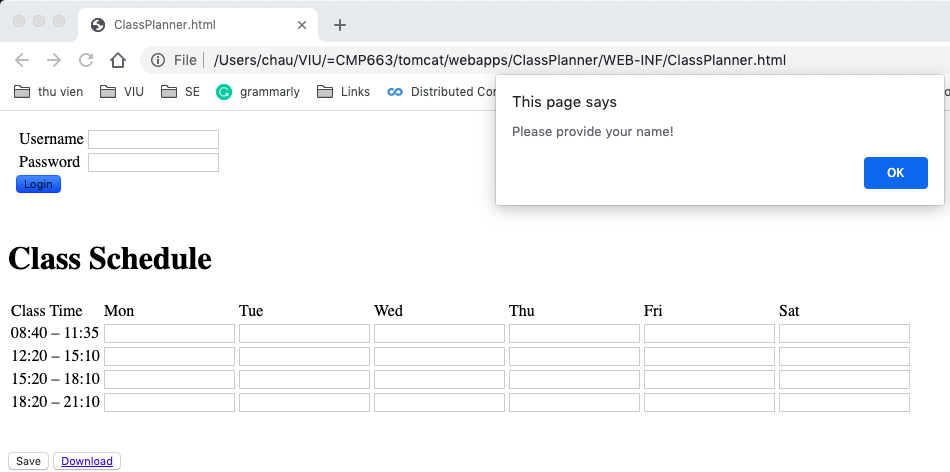 ClassPlanner.html
File /Users/chau/VIU/=CMP663/tomcat/webapps/ClassPlanner/WEB-INF/ClassPlanner.html
thu vien VIU SE grammarly Links Distributed Cor
This page says
Please provide your name!
OK
Username
Password
Login
Class Schedule
Class Time Mon Tue Wed Thu Fri Sat
08:40 – 11:35
12:20 – 15:10
15:20 – 18:10
18:20 – 21:10
Save Download